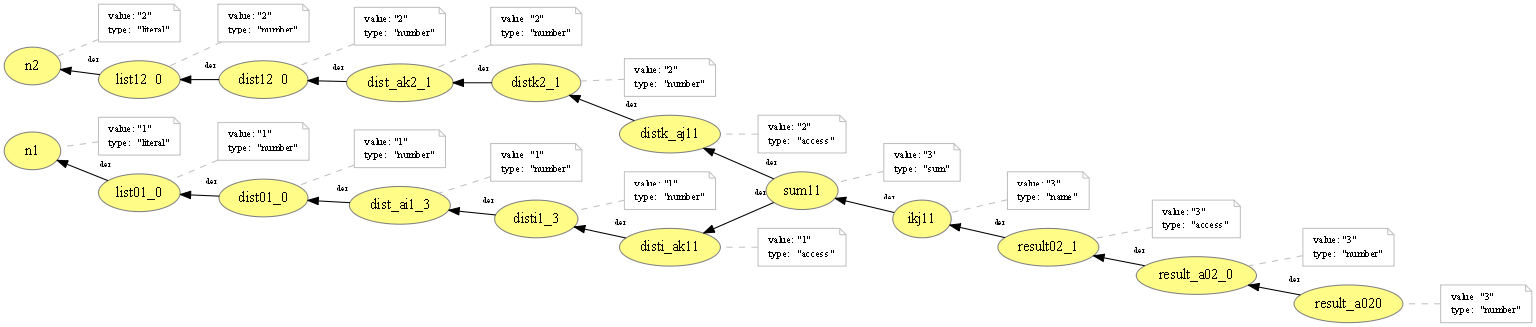 value: "2"
type: "literal"
value: "2"
type: "number"
value: "2"
type: "number"
value: "2"
type: "number"
n2
der
list12_0
der
dist12_0
der
dist_ak2_1
der
distk2_1
value: "2"
type: "number"
der
distk_aj11
value: "2"
type: "access"
value: "1"
type: "literal"
value: "1"
type: "number"
value: "1"
type: "number"
value: "1"
type: "number"
n1
der
list01_0
der
dist01_0
der
dist_ai1_3
der
disti1_3
value: "1"
type: "number"
der
disti_ak11
value: "1"
type: "access"
der
der
sum11
value: "3"
type: "sum"
der
ikj11
value: "3"
type: "name"
der
result02_1
value: "3"
type: "access"
der
result_a02_0
value: "3"
type: "number"
der
result_a020
value: "3"
type: "number"